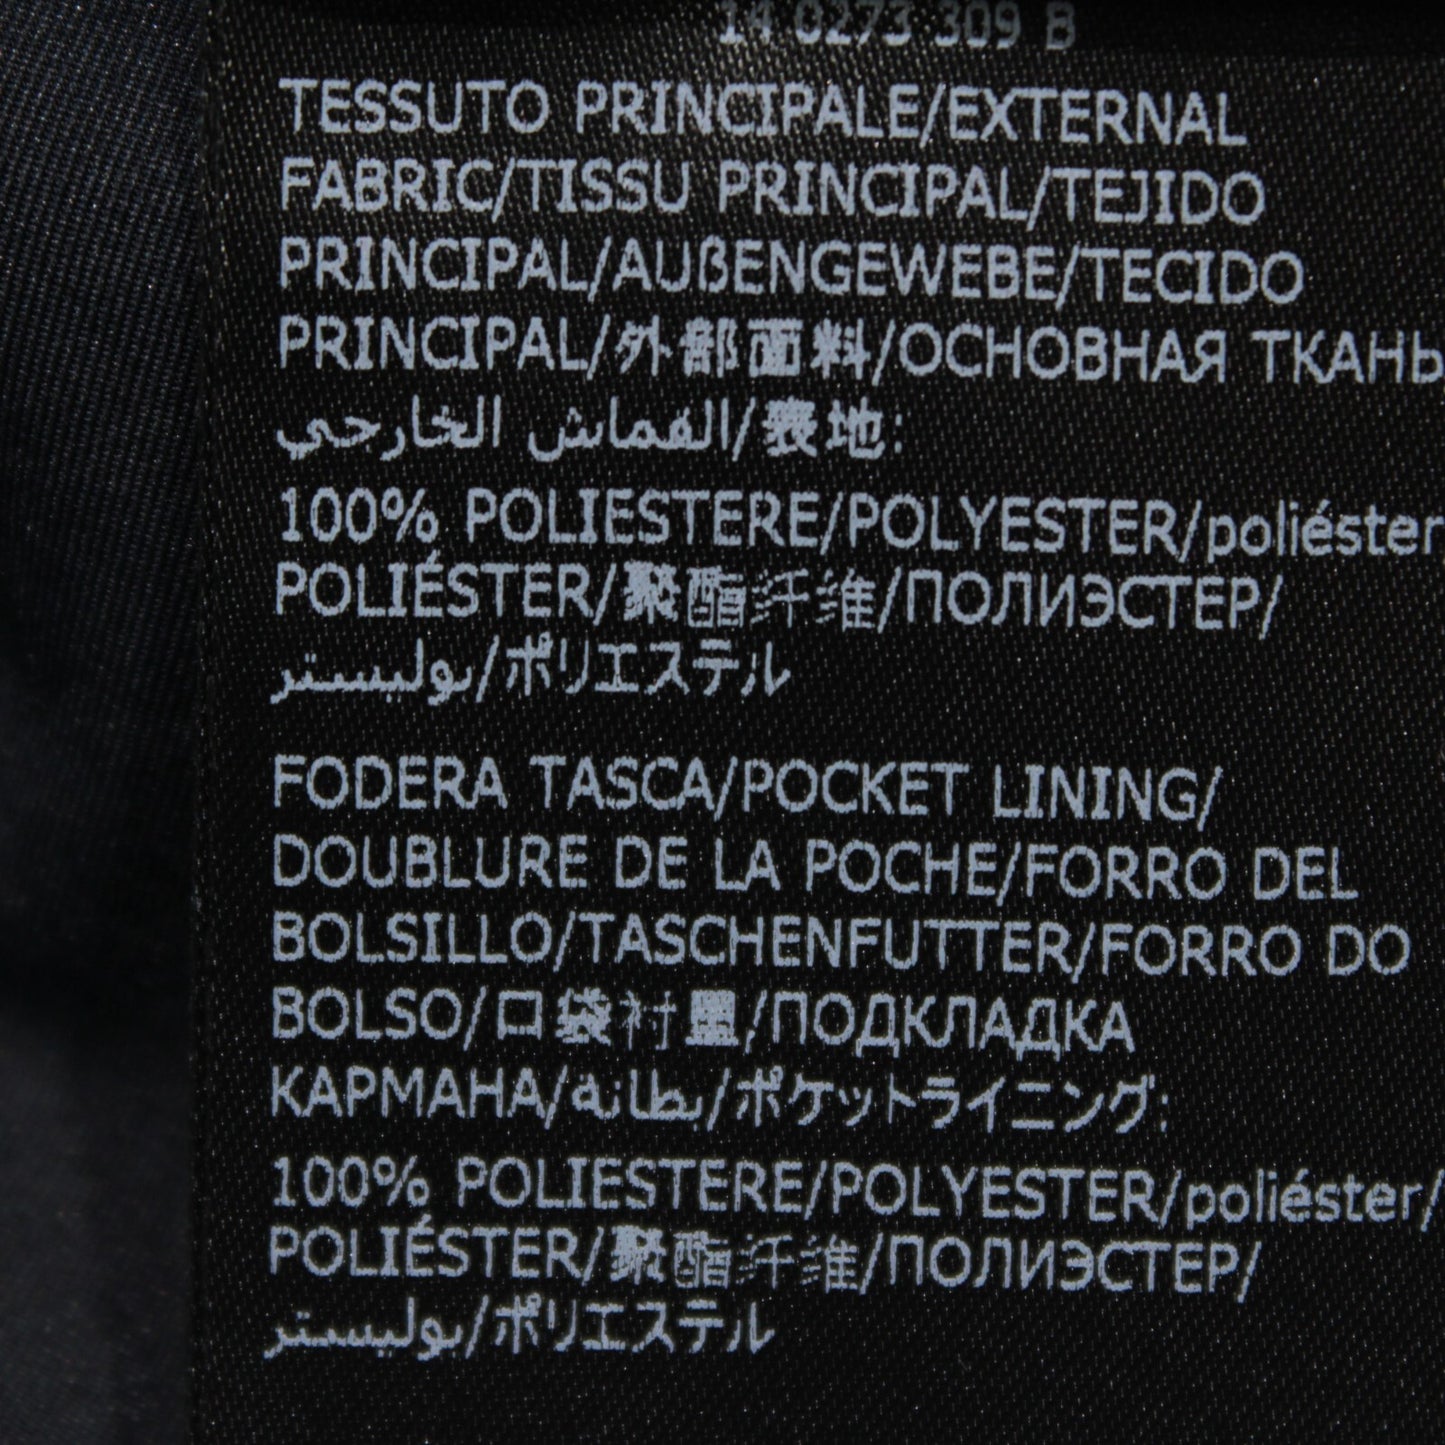 14 0273 309 B
TESSUTO PRINCIPALE/EXTERNAL
FABRIC/TISSU PRINCIPAL/TEJIDO
PRINCIPAL/AUßENGEWEBE/TECIDO
PRINCIPAL/外部面料/ОСНОВНАЯ ТКАНЬ
القماش الخارجي/表地:
100% POLIESTERE/POLYESTER/poliéster
POLIÉSTER/聚酯纤维/ПОЛИЭСТЕР/
بوليستر/ポリエステル
FODERA TASCA/POCKET LINING/
DOUBLURE DE LA POCHE/FORRO DEL
BOLSILLO/TASCHENFUTTER/FORRO DO
BOLSO/口袋衬里/ПОДКЛАДКА
КАРМАНА/بطانة/ポケットライニング:
100% POLIESTERE/POLYESTER/poliéster/
POLIÉSTER/聚酯纤维/ПОЛИЭСТЕР/
بوليستر/ポリエステル